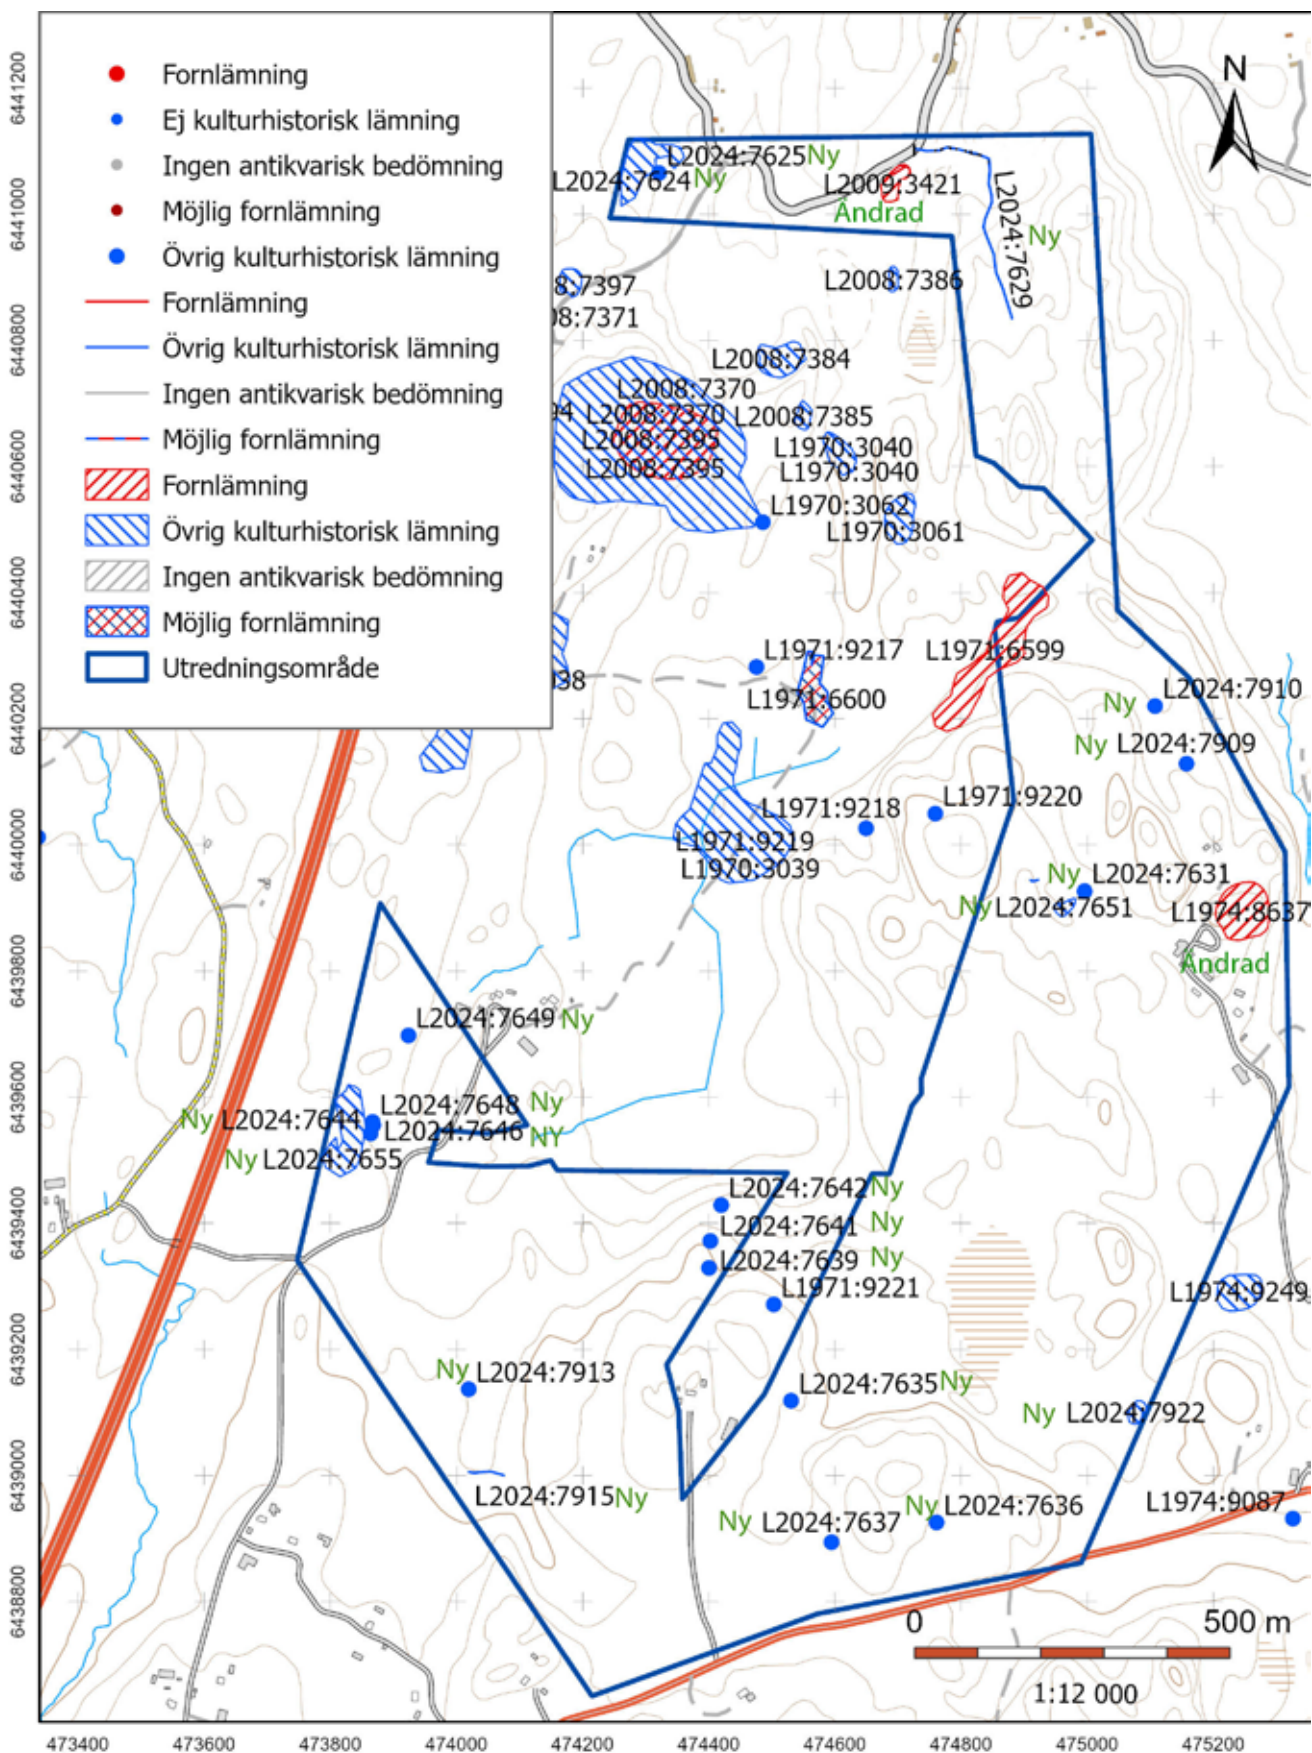 Fornlämning
Ej kulturhistorisk lämning
Ingen antikvarisk bedömning
Möjlig fornlämning
Övrig kulturhistorisk lämning
Fornlämning
Övrig kulturhistorisk lämning
Ingen antikvarisk bedömning
Möjlig fornlämning
Fornlämning
Övrig kulturhistorisk lämning
Ingen antikvarisk bedömning
Möjlig fornlämning
Utredningsområde
N
L2024:7625 Ny
L2024:7624 Ny
L2009:3421
Ändrad
L2024:7629
Ny
8:7397
L2008:7386
08:7371
L2008:7384
L2008:7370
94 L2008:7370 L2008:7385
L2008:7395 L1970:3040
L2008:7395 L1970:3040
L1970:3062
L1970:3061
L1971:9217
L1971:6599
38
L1971:6600
L2024:7910
Ny
Ny L2024:7909
L1971:9218 L1971:9220
L1971:9219
L1970:3039
Ny L2024:7631
Ny L2024:7651 L1974:8637
Ändrad
L2024:7649 Ny
L2024:7648 Ny
Ny L2024:7644
L2024:7646 NY
Ny L2024:7655
L2024:7642 Ny
L2024:7641 Ny
L2024:7639 Ny
L1971:9221
L1974:9249
Ny L2024:7913
L2024:7635 Ny
Ny L2024:7922
L2024:7915 Ny
L1974:9087
Ny L2024:7637
Ny L2024:7636
0 500 m
1:12 000
6441200
6441000
6440800
6440600
6440400
6440200
6440000
6439800
6439600
6439400
6439200
6439000
6438800
473400 473600 473800 474000 474200 474400 474600 474800 475000 475200